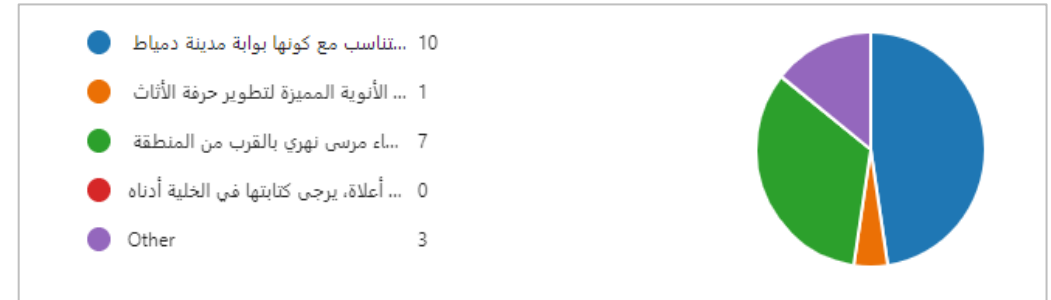 ...تتناسب مع كونها بوابة مدينة دمياط 10
... الأنوية المميزة لتطوير حرفة الأثاث 1
...اء مرسى نهري بالقرب من المنطقة 7
... أعلاة، يرجى كتابتها في الخلية أدناه 0
Other 3